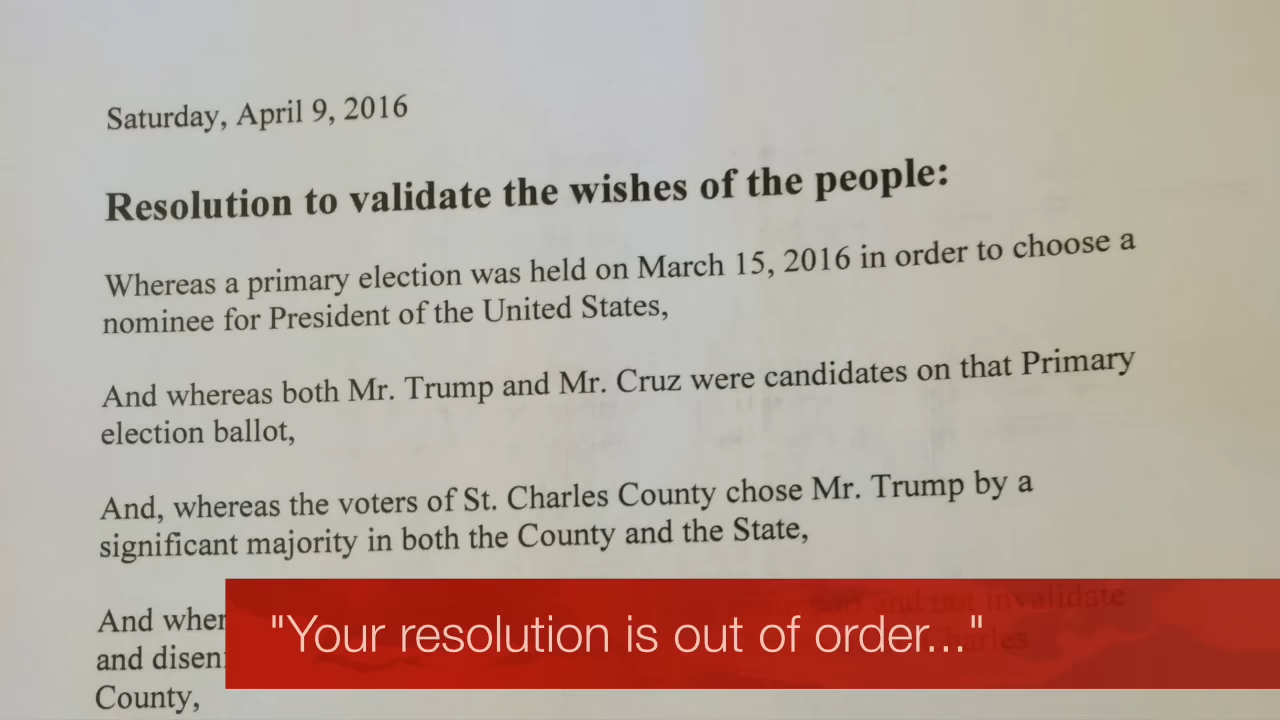 Saturday, April 9, 2016
Resolution to validate the wishes of the people:
Whereas a primary election was held on March 15, 2016 in order to choose a
nominee for President of the United States,
And whereas both Mr. Trump and Mr. Cruz were candidates on that Primary
election ballot,
And, whereas the voters of St. Charles County chose Mr. Trump by a
significant majority in both the County and the State,
And and not invalidate
and Charles
County,
"Your resolution is out of order..."